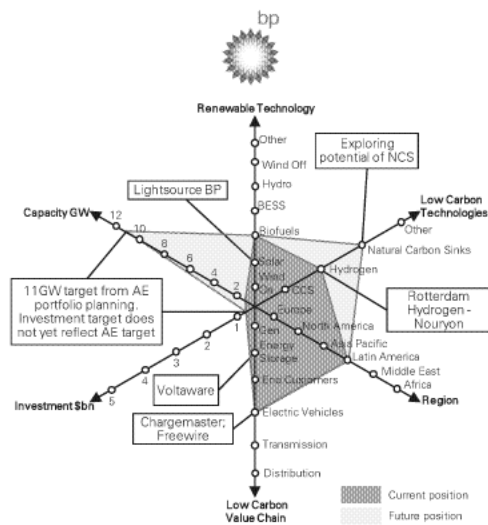 bp
Renewable Technology
Other
Wind Off
Hydro
BESS
Biofuels
Solar
Wind
On
Exploring
potential of NCS
Lightsource BP
Low Carbon
Technologies
Other
Natural Carbon Sinks
Hydrogen
CCS
Capacity GW
12
10
8
6
4
2
11GW target from AE
portfolio planning.
Investment target does
not yet reflect AE target
Rotterdam
Hydrogen -
Nouryon
Europe
North America
Asia Pacific
Latin America
Middle East
Africa
Region
1
2
3
4
5
Investment $bn
Gen
Energy
Storage
End Customers
Electric Vehicles
Transmission
Distribution
Low Carbon
Value Chain
Voltaware
Chargemaster;
Freewire
Current position
Future position